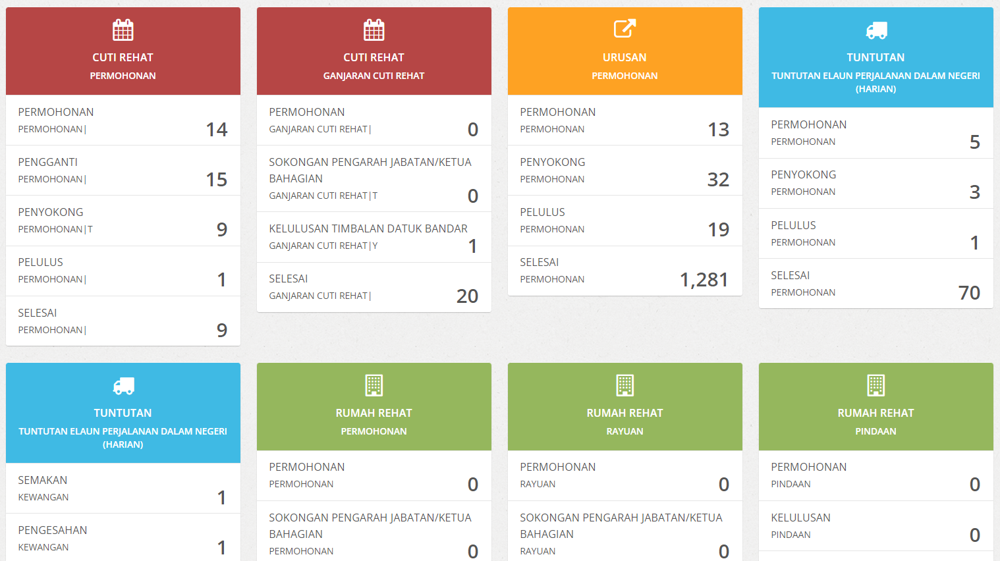 CUTI REHAT
PERMOHONAN
PERMOHONAN
PERMOHONAN|
14
PENGGANTI
PERMOHONAN|
15
PENYOKONG
PERMOHONAN|T
9
PELULUS
PERMOHONAN|
1
SELESAI
PERMOHONAN|
9
CUTI REHAT
GANJARAN CUTI REHAT
PERMOHONAN
GANJARAN CUTI REHAT|
0
SOKONGAN PENGARAH JABATAN/KETUA
BAHAGIAN
GANJARAN CUTI REHAT|T
0
KELULUSAN TIMBALAN DATUK BANDAR
GANJARAN CUTI REHAT|Y
1
SELESAI
GANJARAN CUTI REHAT|
20
URUSAN
PERMOHONAN
PERMOHONAN
PERMOHONAN
13
PENYOKONG
PERMOHONAN
32
PELULUS
PERMOHONAN
19
SELESAI
PERMOHONAN
1,281
TUNTUTAN
TUNTUTAN ELAUN PERJALANAN DALAM NEGERI
(HARIAN)
PERMOHONAN
PERMOHONAN
5
PENYOKONG
PERMOHONAN
3
PELULUS
PERMOHONAN
1
SELESAI
PERMOHONAN
70
TUNTUTAN
TUNTUTAN ELAUN PERJALANAN DALAM NEGERI
(HARIAN)
SEMAKAN
KEWANGAN
1
PENGESAHAN
KEWANGAN
1
RUMAH REHAT
PERMOHONAN
PERMOHONAN
PERMOHONAN
0
SOKONGAN PENGARAH JABATAN/KETUA
BAHAGIAN
PERMOHONAN
0
RUMAH REHAT
RAYUAN
PERMOHONAN
RAYUAN
0
SOKONGAN PENGARAH JABATAN/KETUA
BAHAGIAN
RAYUAN
0
RUMAH REHAT
PINDAAN
PERMOHONAN
PINDAAN
0
KELULUSAN
PINDAAN
0